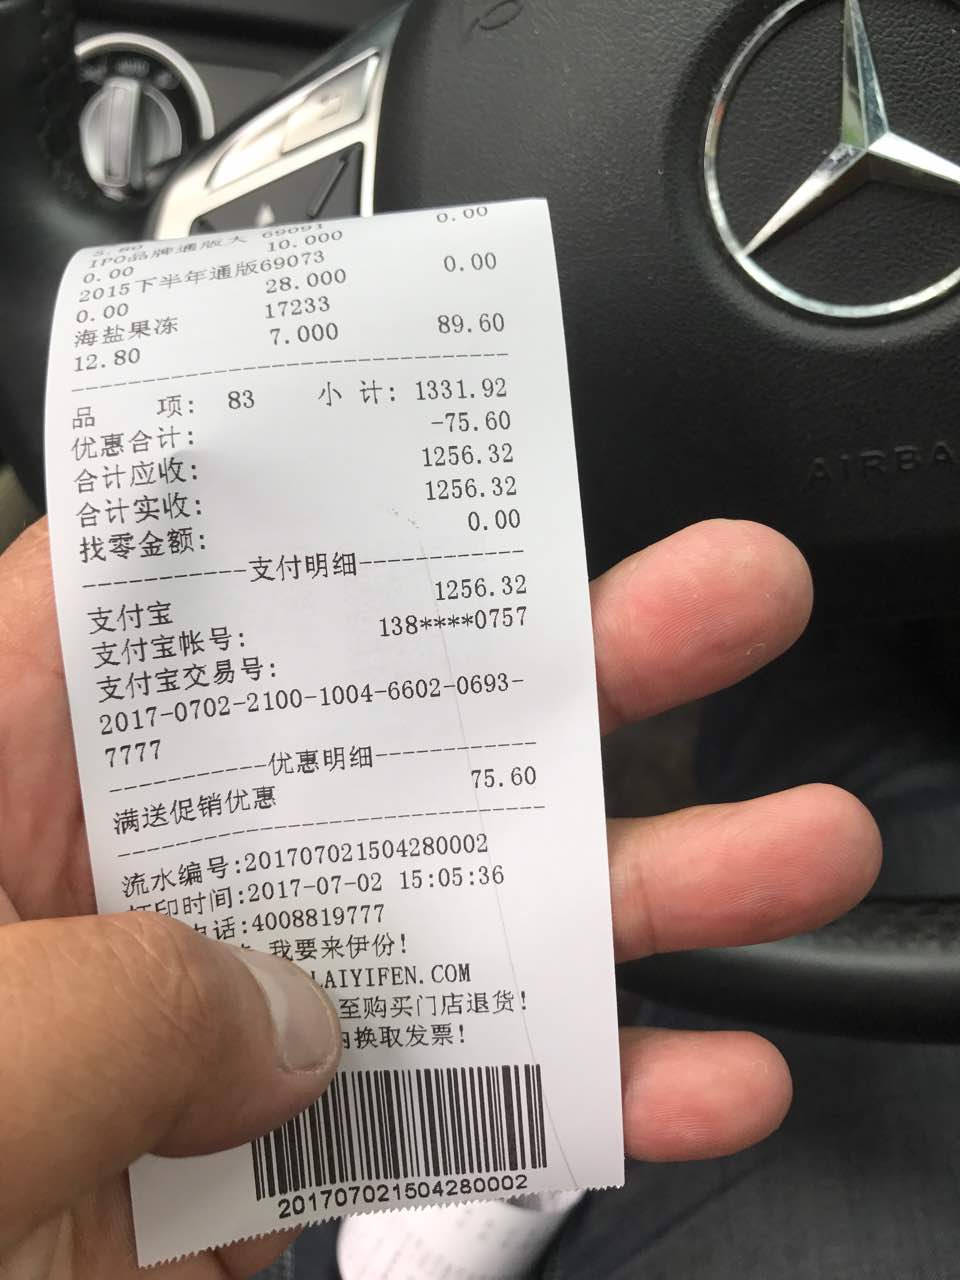 5.80
IPO品牌通版大 69091
0.00 10.000 0.00
2015下半年通版69073
0.00 28.000 0.00
海盐果冻 17233
12.80 7.000 89.60
品 项: 83 小 计: 1331.92
优惠合计: -75.60
合计应收: 1256.32
合计实收: 1256.32
找零金额: 0.00
支付明细
支付宝 1256.32
支付宝帐号: 138****0757
支付宝交易号:
2017-0702-2100-1004-6602-0693-
7777
优惠明细
满送促销优惠 75.60
流水编号:201707021504280002
打印时间:2017-07-02 15:05:36
电话:4008819777
我要来伊份!
LAIYIFEN.COM
至购买门店退货!
内换取发票!
201707021504280002
AIRBA